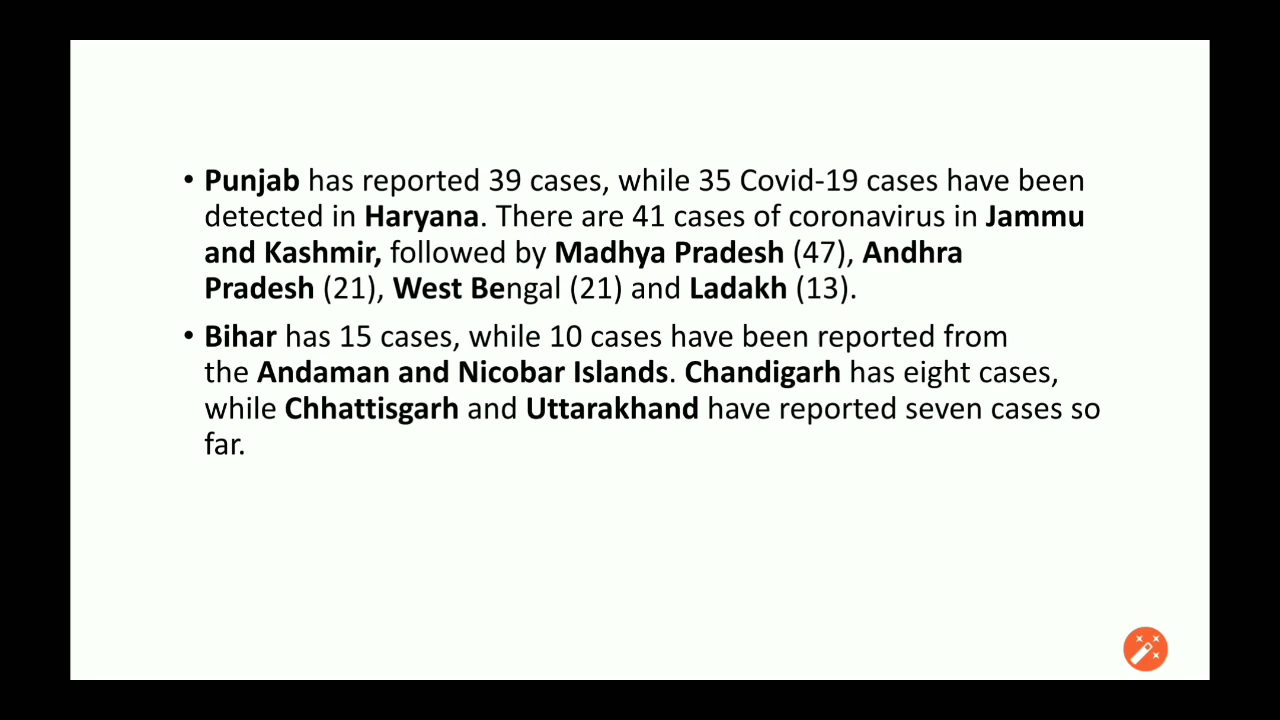 • Punjab has reported 39 cases, while 35 Covid-19 cases have been
detected in Haryana. There are 41 cases of coronavirus in Jammu
and Kashmir, followed by Madhya Pradesh (47), Andhra
Pradesh (21), West Bengal (21) and Ladakh (13).
• Bihar has 15 cases, while 10 cases have been reported from
the Andaman and Nicobar Islands. Chandigarh has eight cases,
while Chhattisgarh and Uttarakhand have reported seven cases so
far.